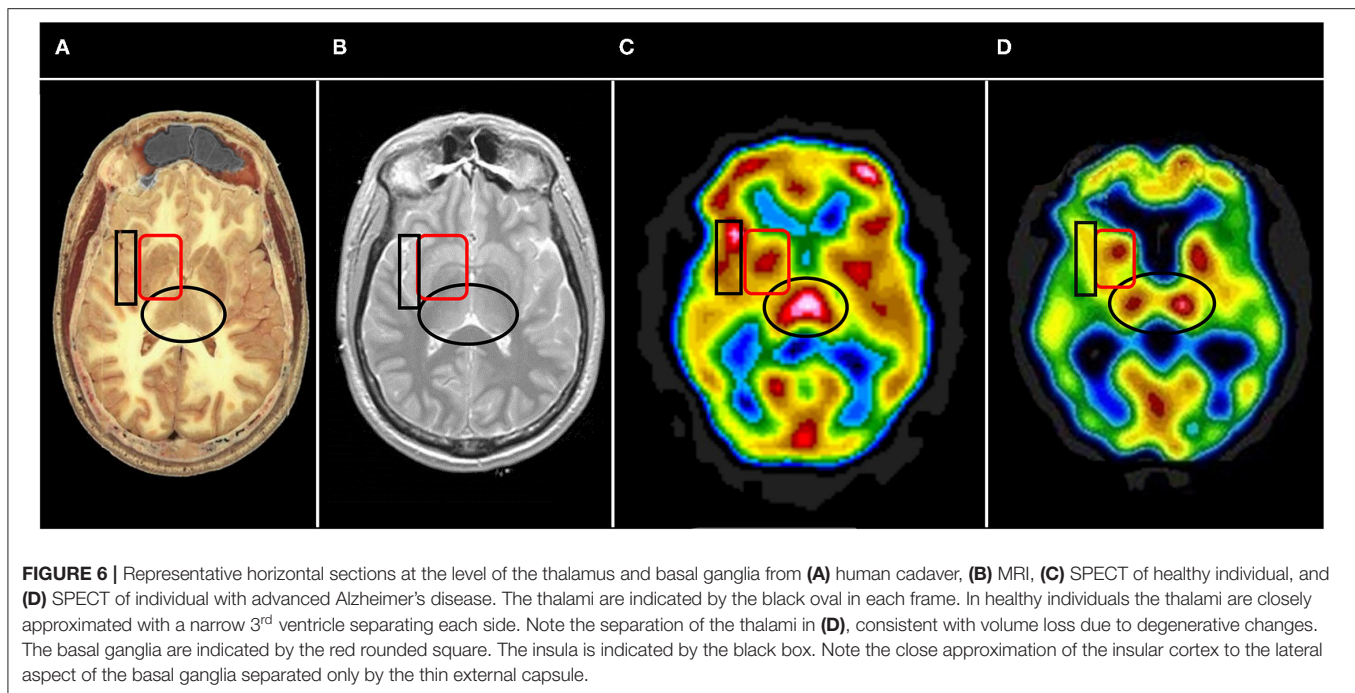 A B C D
FIGURE 6 | Representative horizontal sections at the level of the thalamus and basal ganglia from (A) human cadaver, (B) MRI, (C) SPECT of healthy individual, and
(D) SPECT of individual with advanced Alzheimer's disease. The thalami are indicated by the black oval in each frame. In healthy individuals the thalami are closely
approximated with a narrow 3rd ventricle separating each side. Note the separation of the thalami in (D), consistent with volume loss due to degenerative changes.
The basal ganglia are indicated by the red rounded square. The insula is indicated by the black box. Note the close approximation of the insular cortex to the lateral
aspect of the basal ganglia separated only by the thin external capsule.